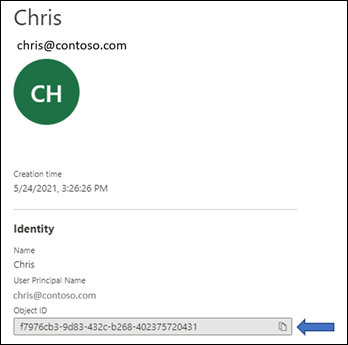 Chris
chris@contoso.com
CH
Creation time
5/24/2021, 3:26:26 PM
Identity
Name
Chris
User Principal Name
chris@contoso.com
Object ID
f7976cb3-9d83-432c-b268-402375720431